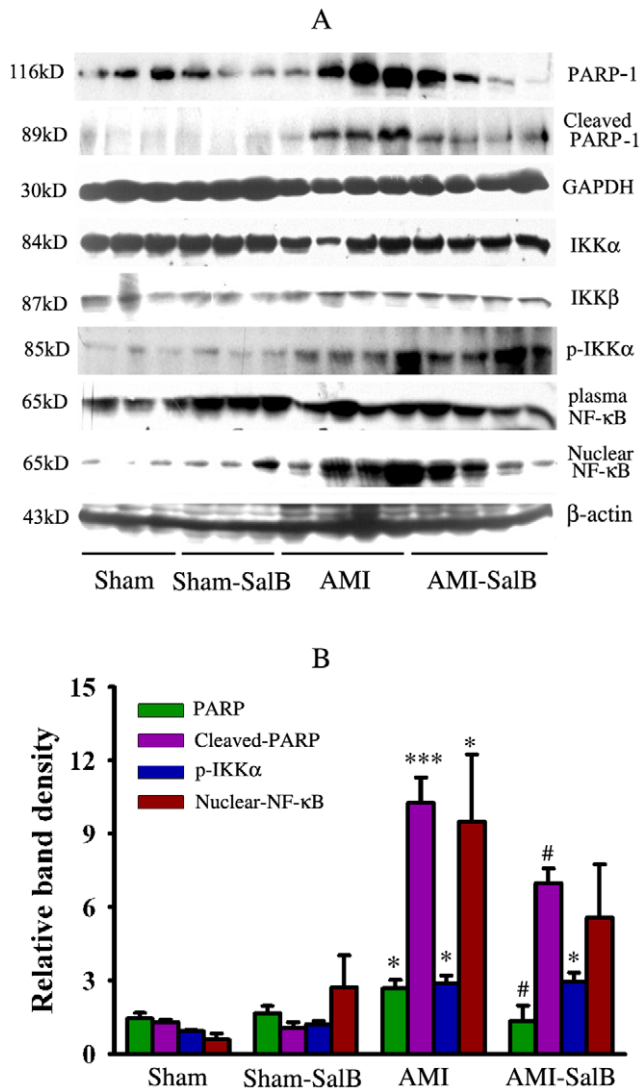 A
116kD PARP-1
89kD Cleaved PARP-1
30kD GAPDH
84kD IKKα
87kD IKKβ
85kD p-IKKα
65kD plasma NF-κB
65kD Nuclear NF-κB
43kD β-actin
Sham Sham-SalB AMI AMI-SalB
B
Relative band density
15
12
9
6
3
0
PARP
Cleaved-PARP
p-IKKα
Nuclear-NF-κB
* *** * *
# # *
Sham Sham-SalB AMI AMI-SalB